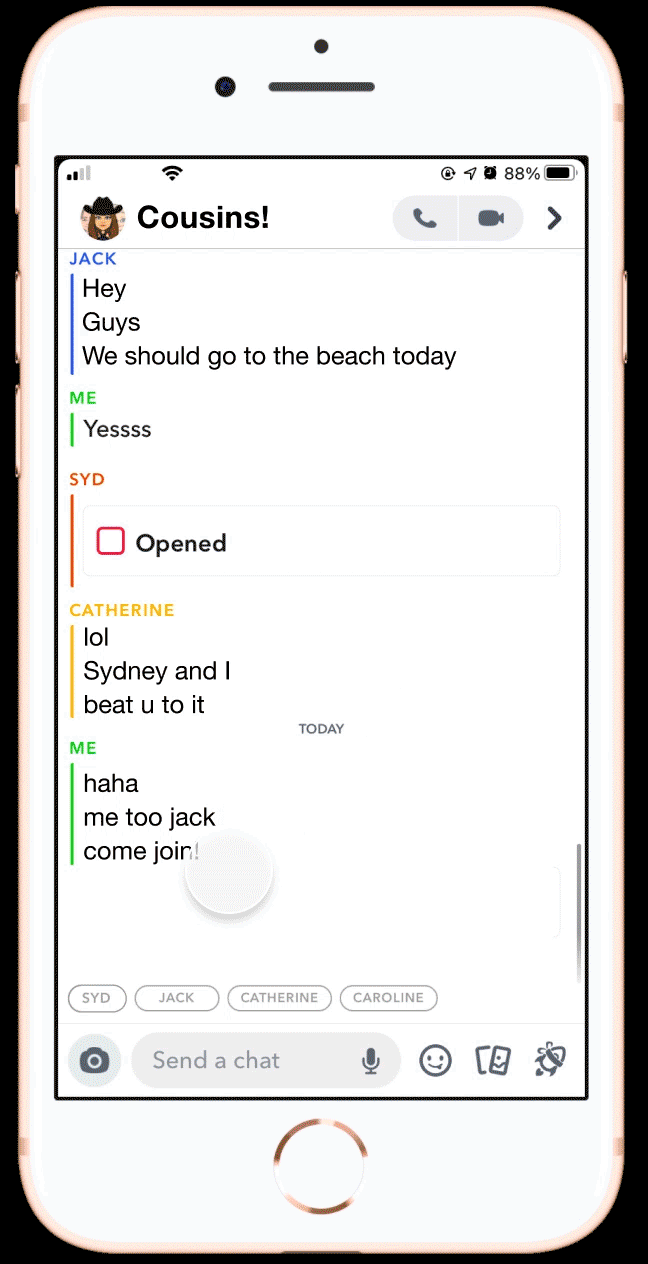 88%
Cousins!
JACK
Hey
Guys
We should go to the beach today
ME
Yessss
SYD
Opened
CATHERINE
lol
Sydney and I
beat u to it
TODAY
ME
haha
me too jack
come join!
SYD JACK CATHERINE CAROLINE
Send a chat